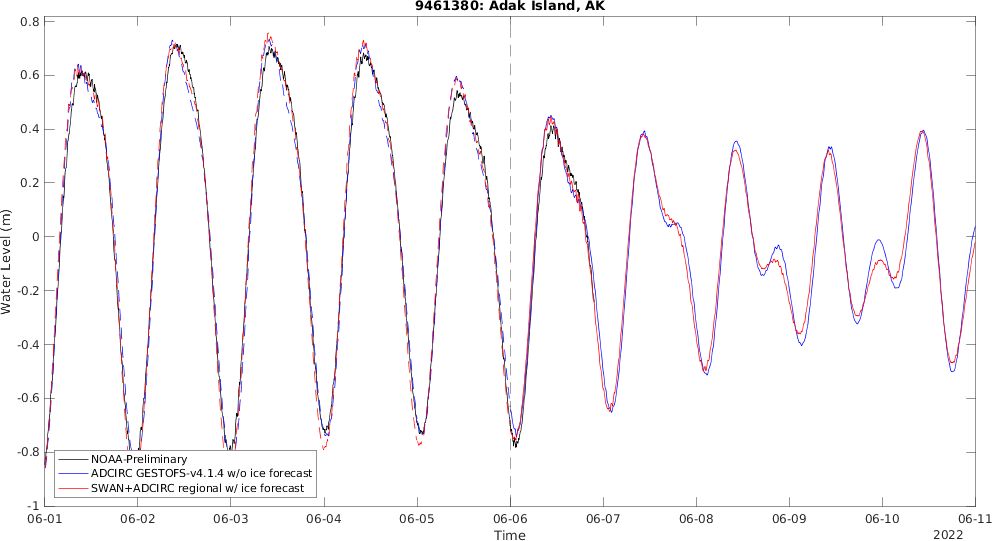 9461380: Adak Island, AK
0.8
0.6
0.4
0.2
0
-0.2
-0.4
-0.6
-0.8
-1
Water Level (m)
NOAA-Preliminary
ADCIRC GESTOFS-v4.1.4 w/o ice forecast
SWAN+ADCIRC regional w/ ice forecast
06-01 06-02 06-03 06-04 06-05 06-06 06-07 06-08 06-09 06-10 06-11
Time
2022